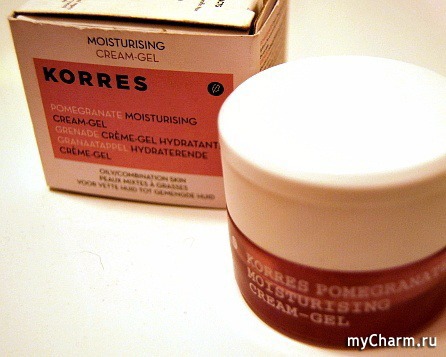 MOISTURISING
CREAM-GEL
KORRES
POMEGRANATE MOISTURISING
CREAM-GEL
GRENADE CRÈME-GEL HYDRATANT
GRANAATAPPEL HYDRATERENDE
CRÈME-GEL
OILY/COMBINATION SKIN
PEAUX MIXTES À GRASSES
VOOR VETTE HUID TOT GEMENGDE HUID
KORRES POMEGRANATE
MOISTURISING
CREAM-GEL
myCharm.ru